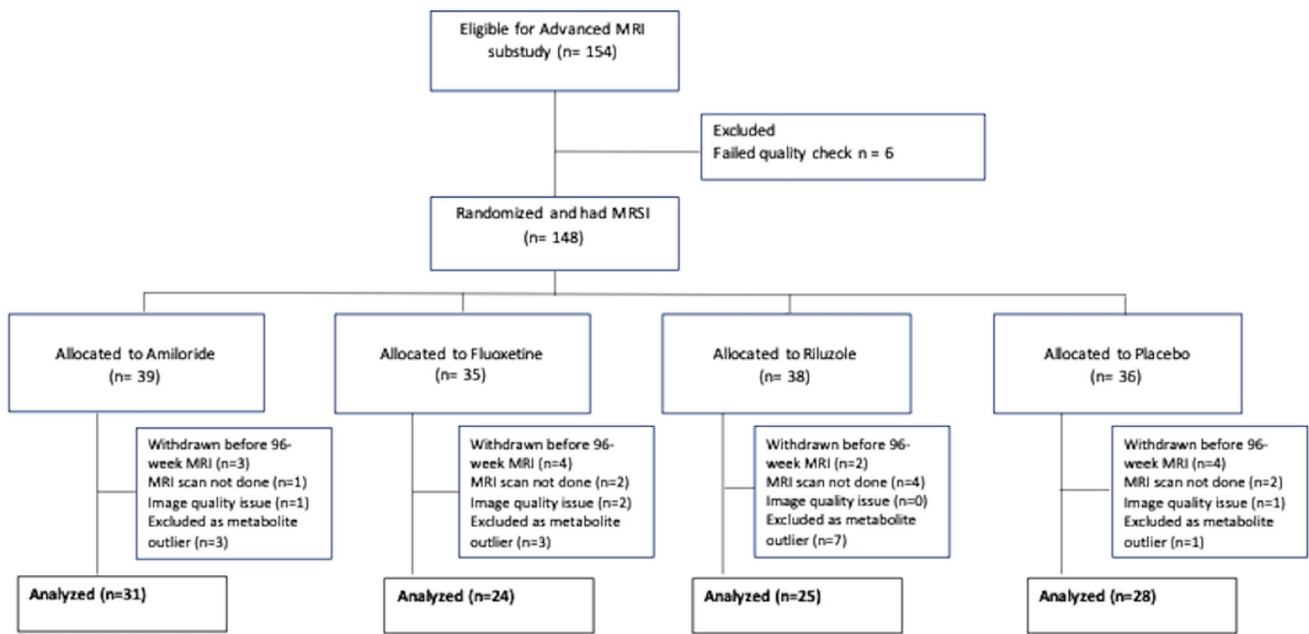 Eligible for Advanced MRI
substudy (n= 154)
Excluded
Failed quality check n = 6
Randomized and had MRSI
(n= 148)
Allocated to Amiloride
(n= 39)
Allocated to Fluoxetine
(n= 35)
Allocated to Riluzole
(n= 38)
Allocated to Placebo
(n= 36)
Withdrawn before 96-
week MRI (n=3)
MRI scan not done (n=1)
Image quality issue (n=1)
Excluded as metabolite
outlier (n=3)
Withdrawn before 96-
week MRI (n=4)
MRI scan not done (n=2)
Image quality issue (n=2)
Excluded as metabolite
outlier (n=3)
Withdrawn before 96-
week MRI (n=2)
MRI scan not done (n=4)
Image quality issue (n=0)
Excluded as metabolite
outlier (n=7)
Withdrawn before 96-
week MRI (n=4)
MRI scan not done (n=2)
Image quality issue (n=1)
Excluded as metabolite
outlier (n=1)
Analyzed (n=31)
Analyzed (n=24)
Analyzed (n=25)
Analyzed (n=28)